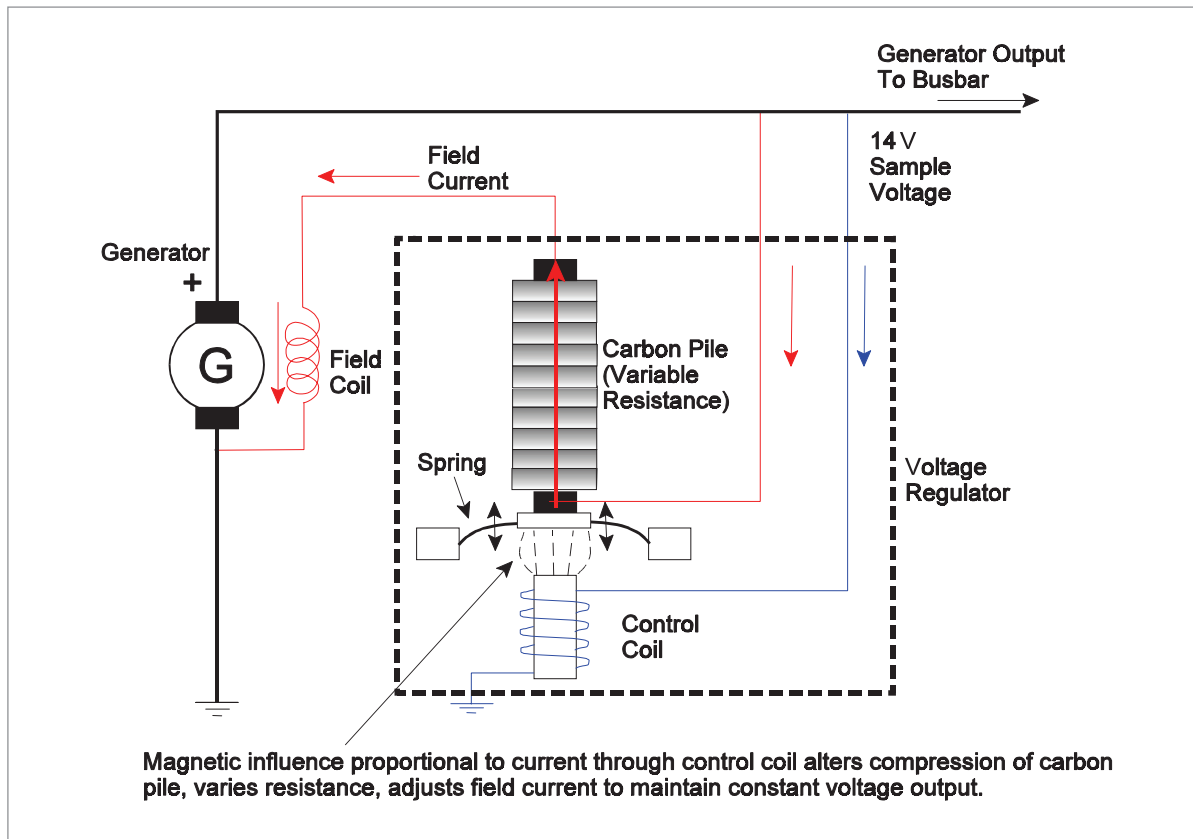 Generator Output
To Busbar
14 V
Sample
Voltage
Field
Current
Generator
+
G
Field
Coil
Carbon Pile
(Variable
Resistance)
Spring
Voltage
Regulator
Control
Coil
Magnetic influence proportional to current through control coil alters compression of carbon
pile, varies resistance, adjusts field current to maintain constant voltage output.